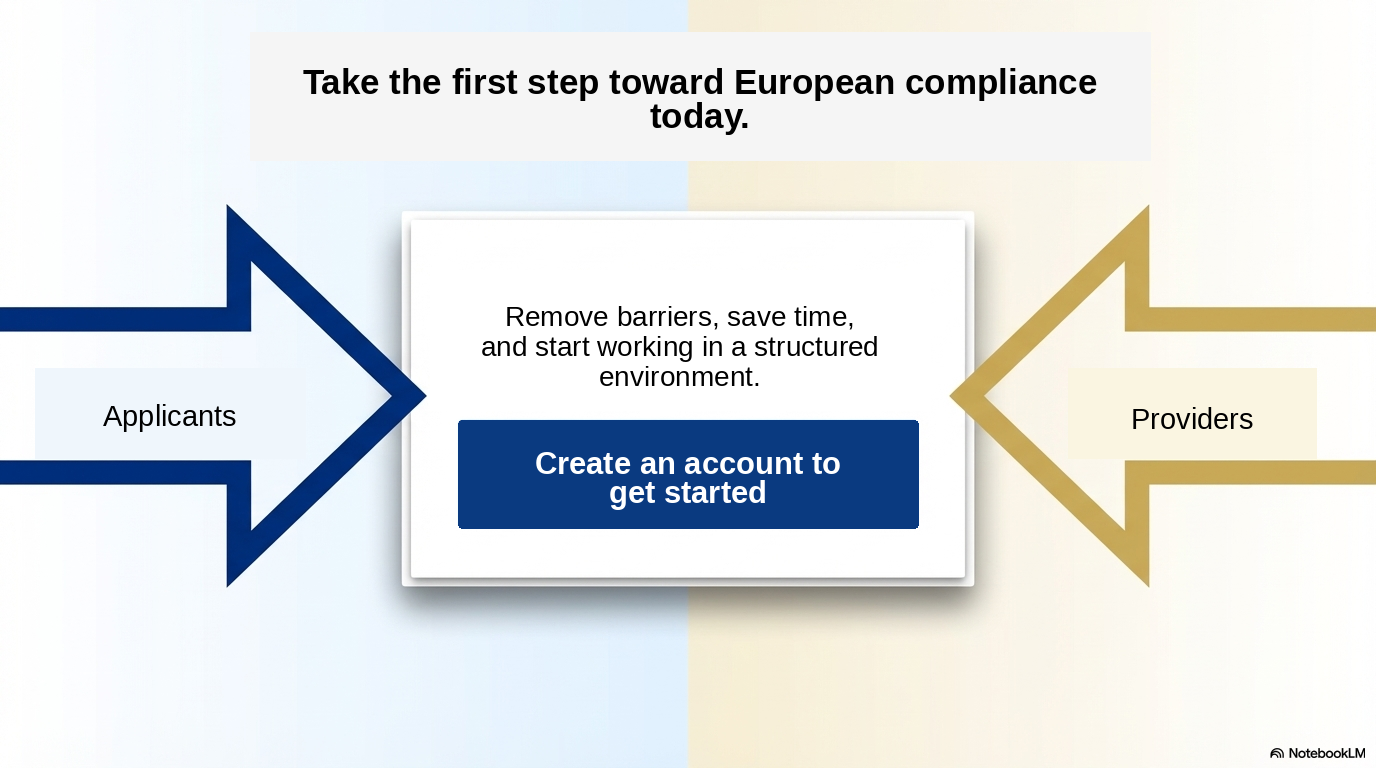 Take the first step toward European compliance
today.
Remove barriers, save time,
and start working in a structured
environment.
Applicants
Providers
Create an account to
get started
NotebookLM